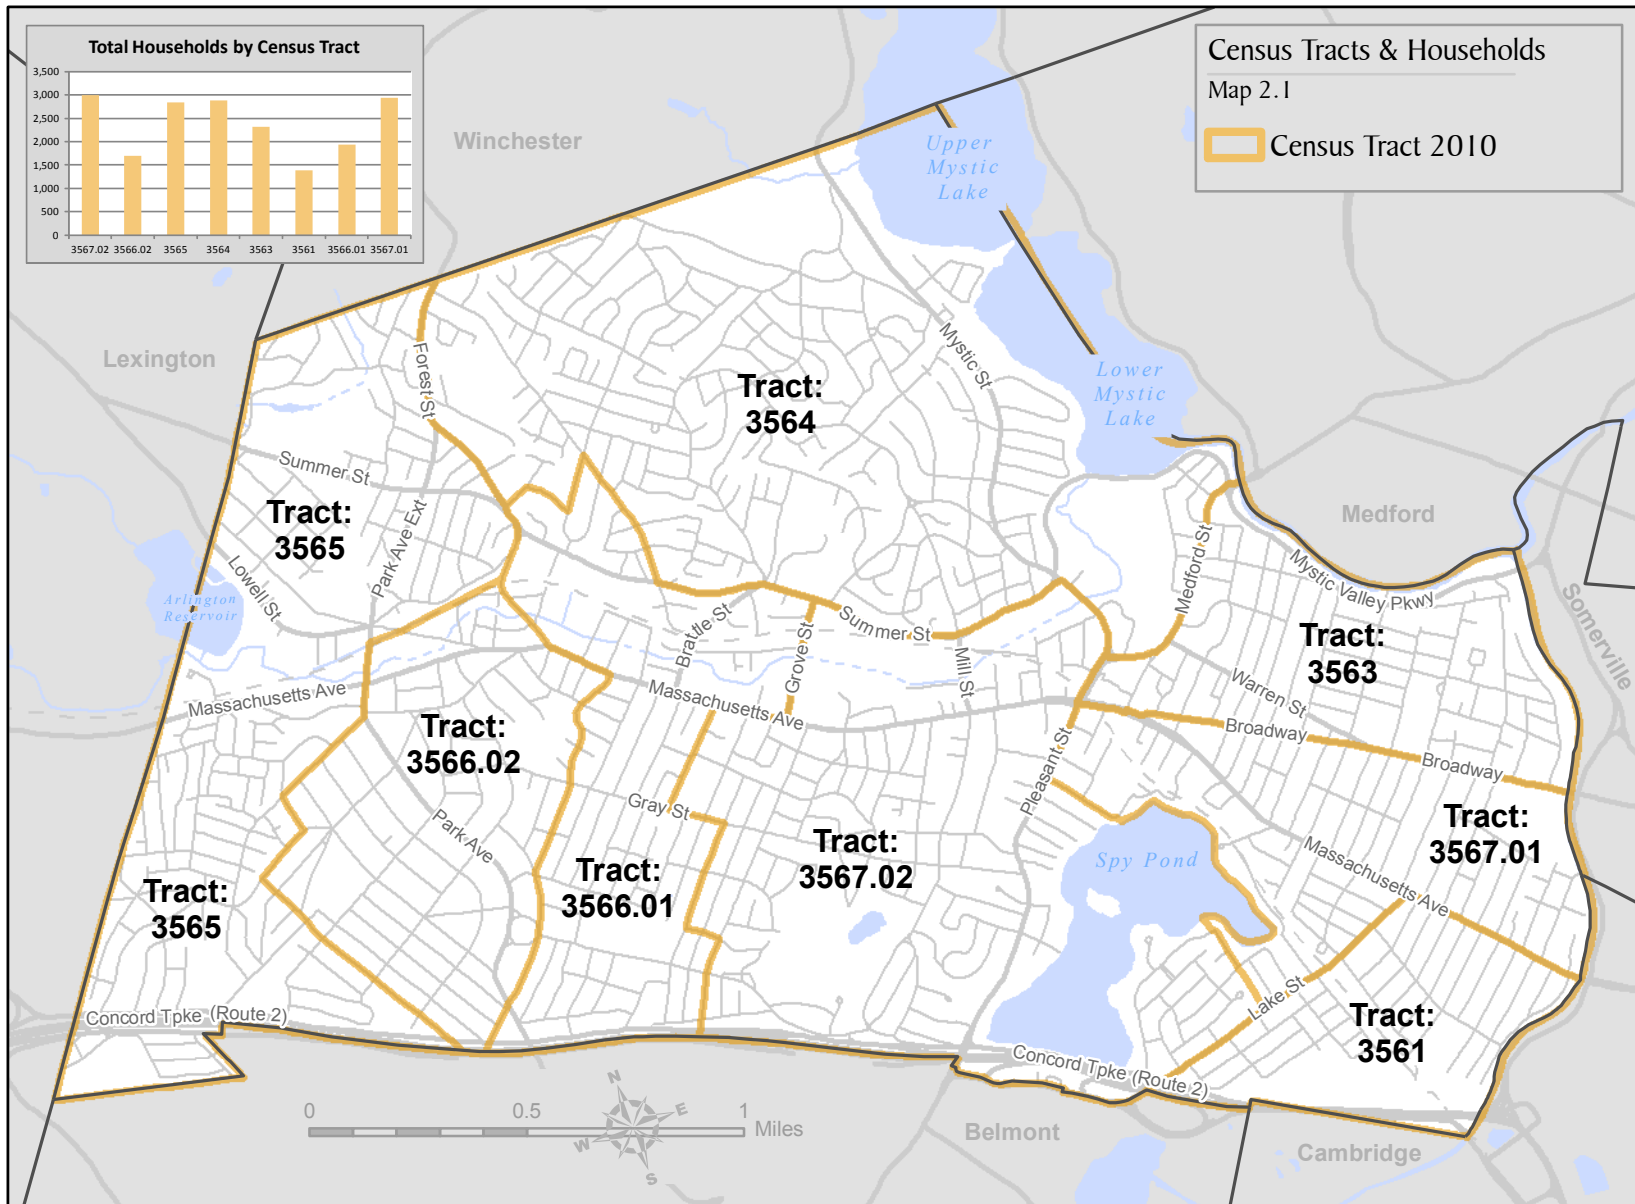 Total Households by Census Tract
3,500
3,000
2,500
2,000
1,500
1,000
500
0
3567.02 3566.02 3565 3564 3563 3561 3566.01 3567.01
Census Tracts & Households
Map 2.1
Census Tract 2010
Winchester
Upper
Mystic
Lake
Lexington
Forest St
Mystic St
Lower
Mystic
Lake
Tract:
3564
Summer St
Tract:
3565
Park Ave Ext
Medford
Medford St
Mystic Valley Pkwy
Lowell St
Arlington
Reservoir
Somerville
Brattle St
Grove St
Summer St
Mill St
Tract:
3563
Massachusetts Ave
Massachusetts Ave
Warren St
Broadway
Broadway
Tract:
3566.02
Pleasant St
Gray St
Park Ave
Tract:
3567.02
Spy Pond
Tract:
3567.01
Massachusetts Ave
Tract:
3566.01
Tract:
3565
Lake St
Tract:
3561
Concord Tpke (Route 2)
Concord Tpke (Route 2)
0 0.5 1
Miles
N
E
W
S
Belmont
Cambridge